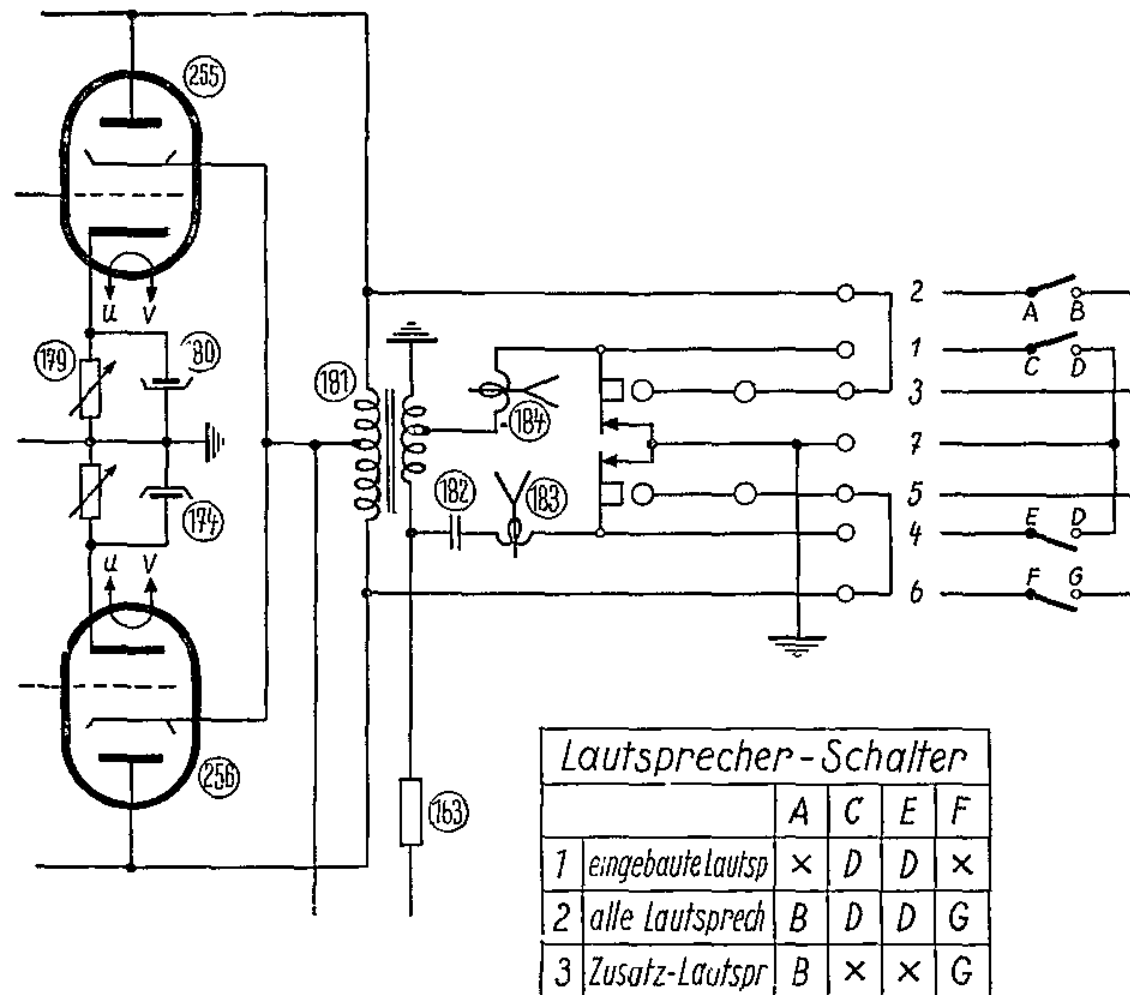 255
U V
179
180
181
184
182
183
174
U V
256
163
2
A B
1
C D
3
7
5
4
E D
6
F G
Lautsprecher-Schalter
A C E F
1 eingebaute Lautsp × D D ×
2 alle Lautsprech B D D G
3 Zusatz-Lautspr B × × G